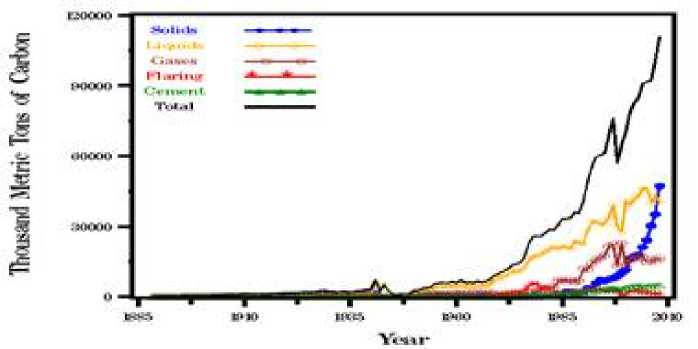 120000
90000
60000
30000
0
Thousand Metric Tons of Carbon
Solids
Liquids
Gases
Flaring
Cement
Total
1885 1910 1935 1960 1985 2010
Year